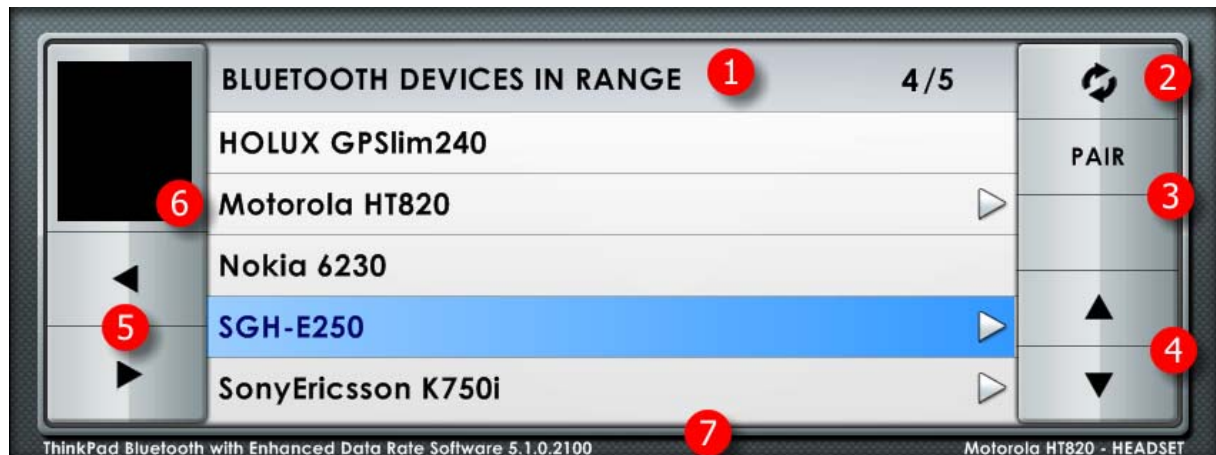 BLUETOOTH DEVICES IN RANGE 1 4/5 2
HOLUX GPSlim240
PAIR
3
Motorola HT820
6
Nokia 6230
5
SGH-E250
4
SonyEricsson K750i
7
ThinkPad Bluetooth with Enhanced Data Rate Software 5.1.0.2100
Motorola HT820 - HEADSET